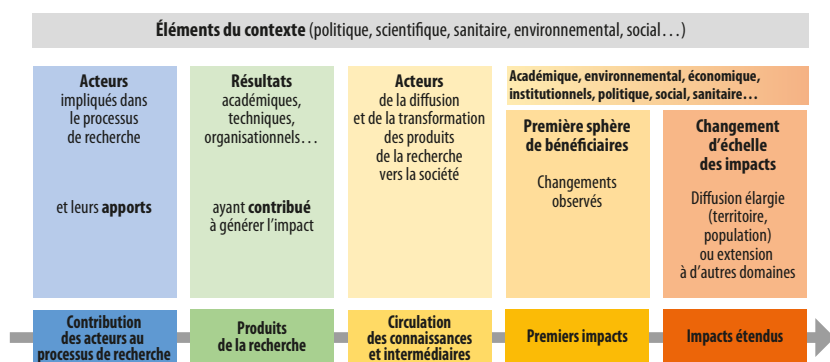 Éléments du contexte (politique, scientifique, sanitaire, environnemental, social…)
Acteurs
impliqués dans
le processus
de recherche
et leurs apports
Résultats
académiques,
techniques,
organisationnels…
ayant contribué
à générer l’impact
Acteurs
de la diffusion
et de la transformation
des produits
de la recherche
vers la société
Académique, environnemental, économique,
institutionnels, politique, social, sanitaire…
Première sphère
de bénéficiaires
Changements
observés
Changement
d’échelle
des impacts
Diffusion élargie
(territoire,
population)
ou extension
à d’autres domaines
Contribution
des acteurs au
processus de recherche
Produits
de la recherche
Circulation
des connaissances
et intermédiaires
Premiers impacts
Impacts étendus